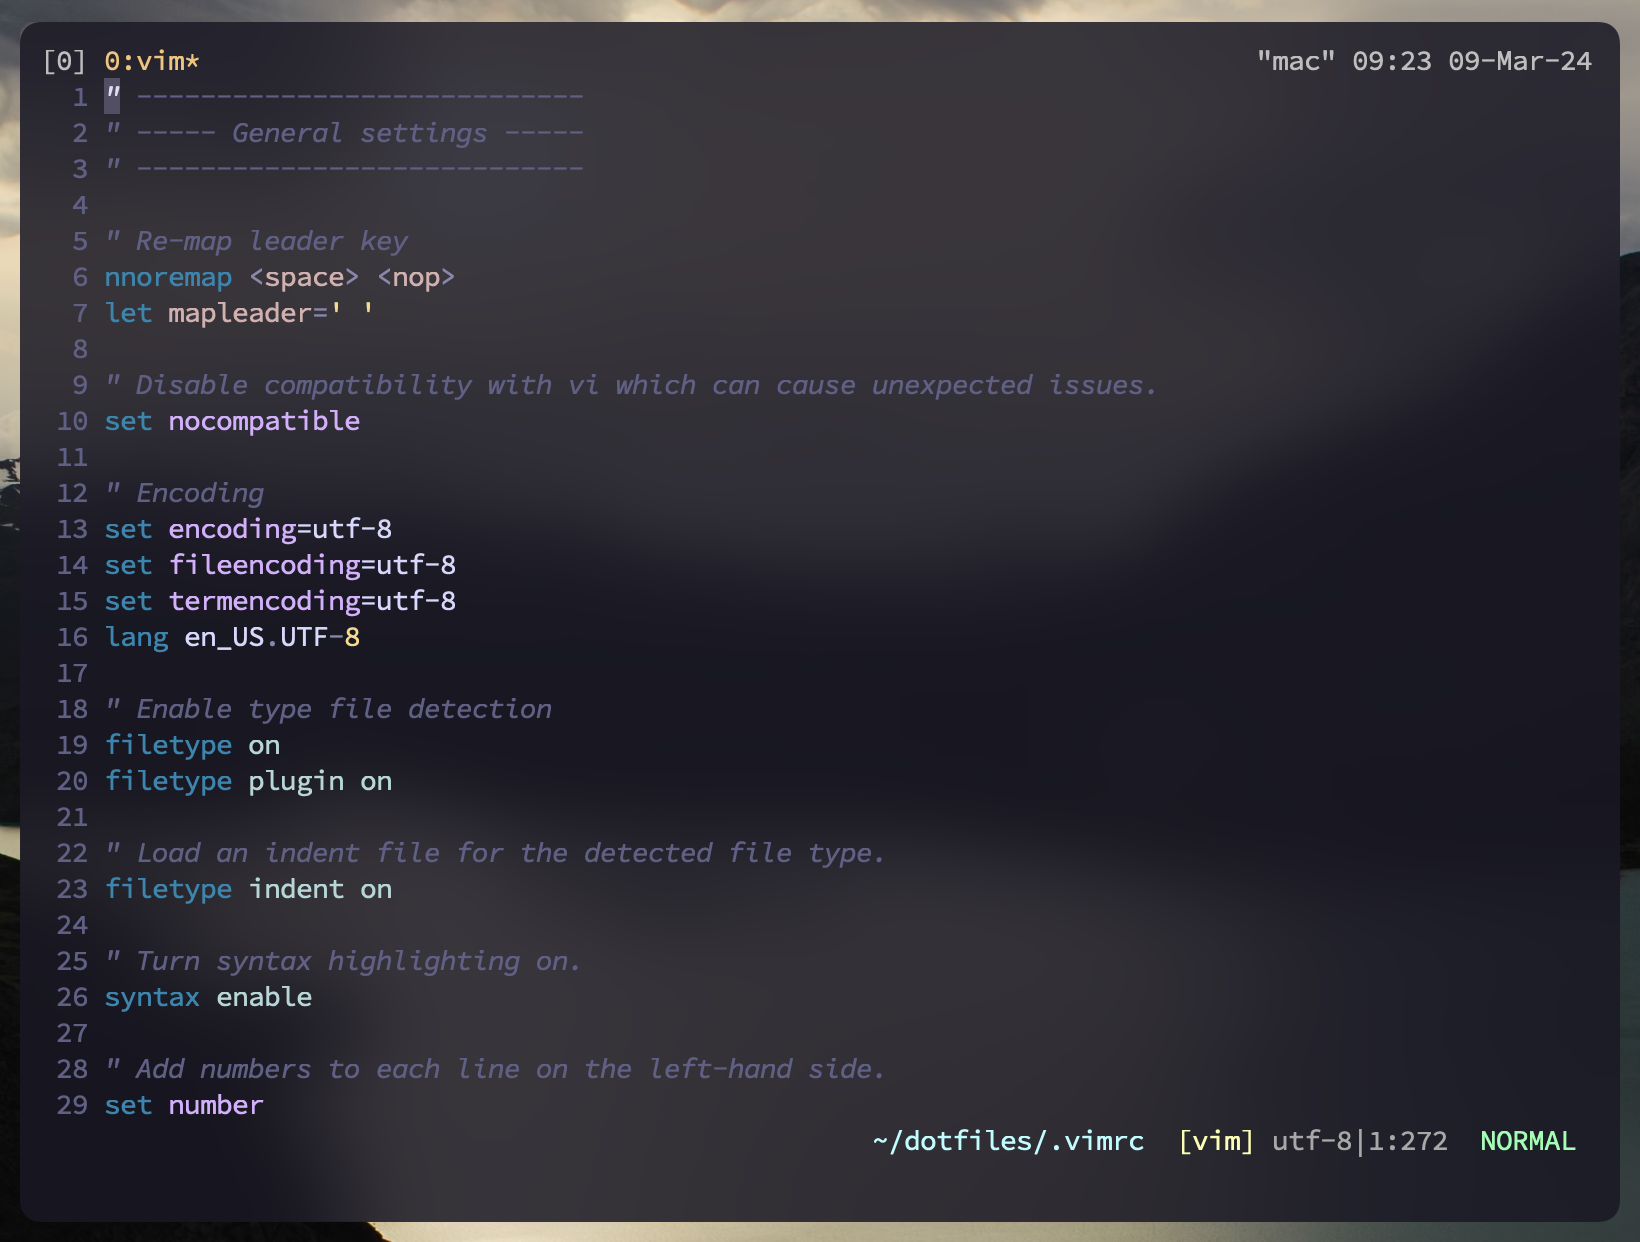 [0] 0:vim* "mac" 09:23 09-Mar-24
1 " ----------------------------
2 " ----- General settings -----
3 " ----------------------------
4
5 " Re-map leader key
6 nnoremap <space> <nop>
7 let mapleader=' '
8
9 " Disable compatibility with vi which can cause unexpected issues.
10 set nocompatible
11
12 " Encoding
13 set encoding=utf-8
14 set fileencoding=utf-8
15 set termencoding=utf-8
16 lang en_US.UTF-8
17
18 " Enable type file detection
19 filetype on
20 filetype plugin on
21
22 " Load an indent file for the detected file type.
23 filetype indent on
24
25 " Turn syntax highlighting on.
26 syntax enable
27
28 " Add numbers to each line on the left-hand side.
29 set number
~/dotfiles/.vimrc [vim] utf-8|1:272 NORMAL